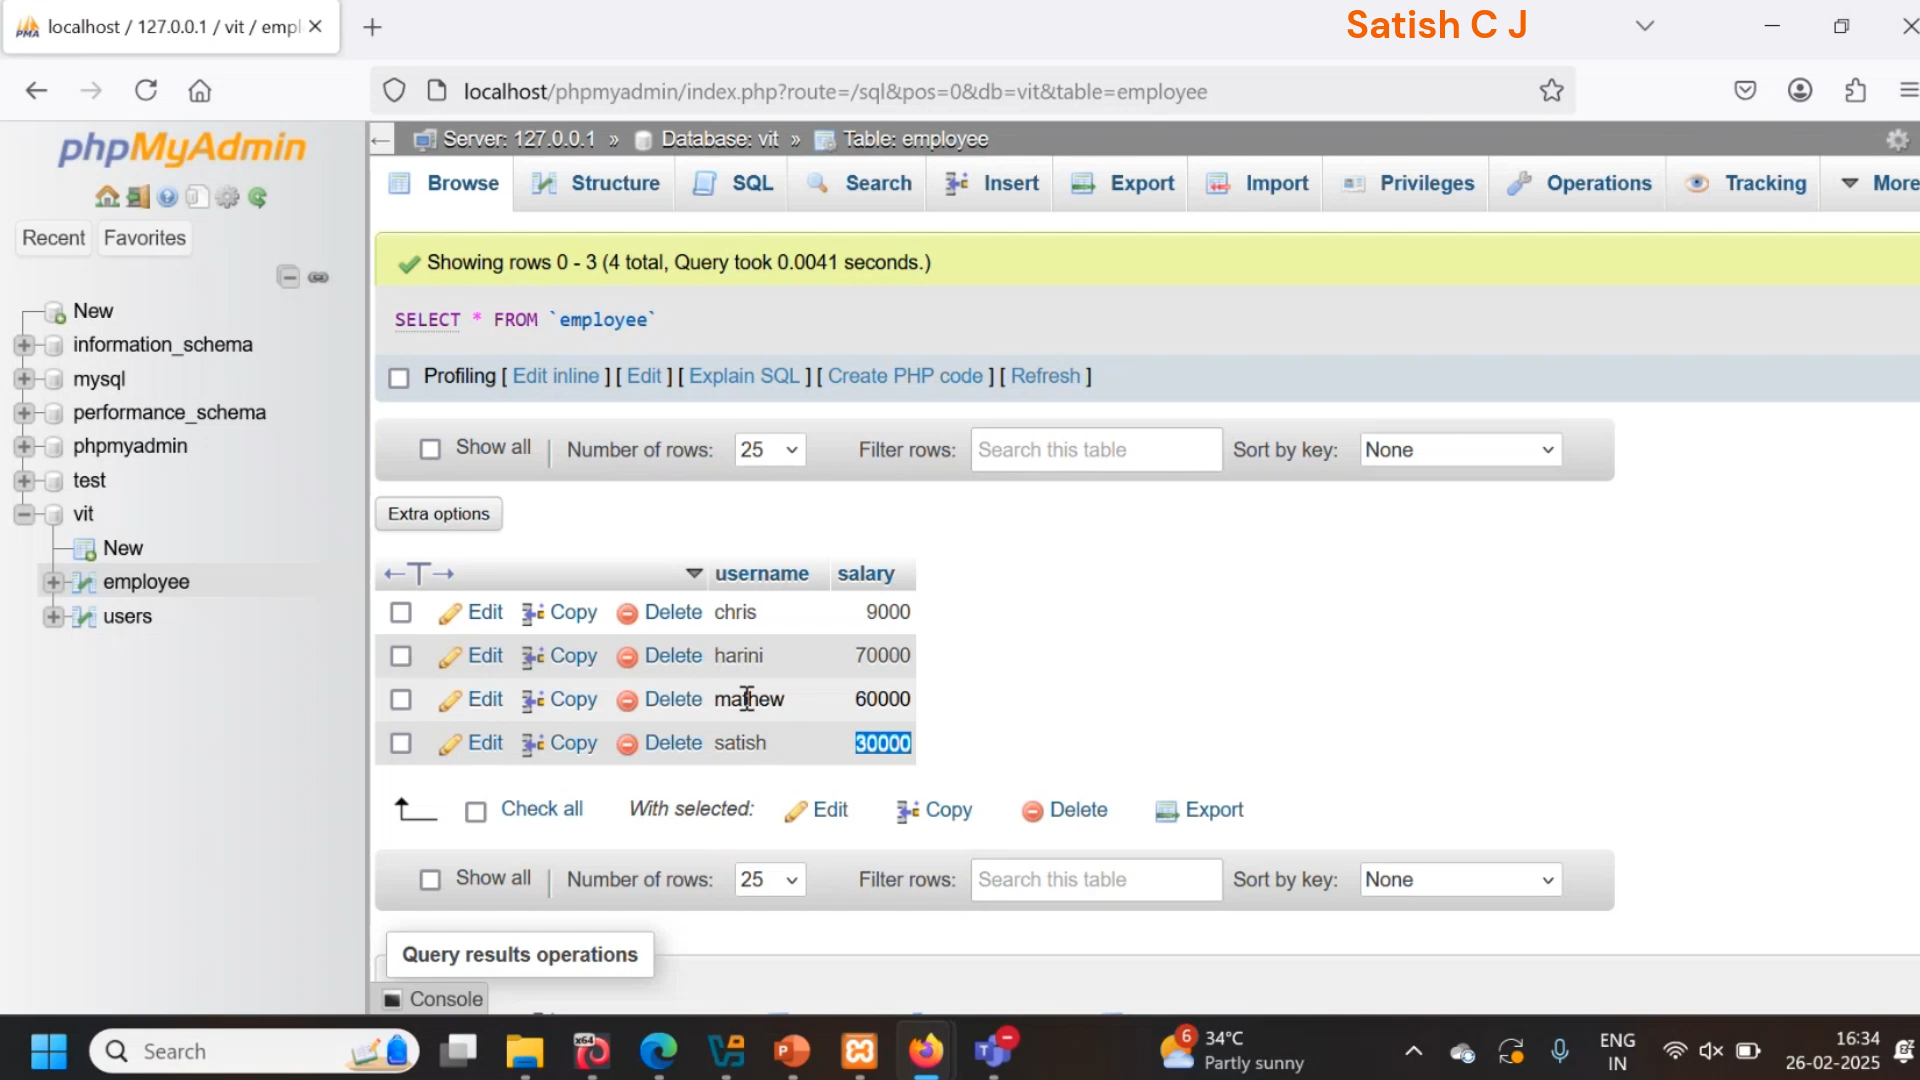 localhost / 127.0.0.1 / vit / empl
Satish C J
localhost/phpmyadmin/index.php?route=/sql&pos=0&db=vit&table=employee
phpMyAdmin
Recent
Favorites
New
information_schema
mysql
performance_schema
phpmyadmin
test
vit
New
employee
users
Server: 127.0.0.1 » Database: vit » Table: employee
Browse
Structure
SQL
Search
Insert
Export
Import
Privileges
Operations
Tracking
More
Showing rows 0 - 3 (4 total, Query took 0.0041 seconds.)
SELECT * FROM `employee`
Profiling [ Edit inline ] [ Edit ] [ Explain SQL ] [ Create PHP code ] [ Refresh ]
Show all | Number of rows: 25 Filter rows: Search this table Sort by key: None
Extra options
←T→ username salary
Edit Copy Delete chris 9000
Edit Copy Delete harini 70000
Edit Copy Delete mathew 60000
Edit Copy Delete satish 30000
Check all With selected: Edit Copy Delete Export
Show all | Number of rows: 25 Filter rows: Search this table Sort by key: None
Query results operations
Console
Search
x64
6
34°C
Partly sunny
ENG
IN
16:34
26-02-2025